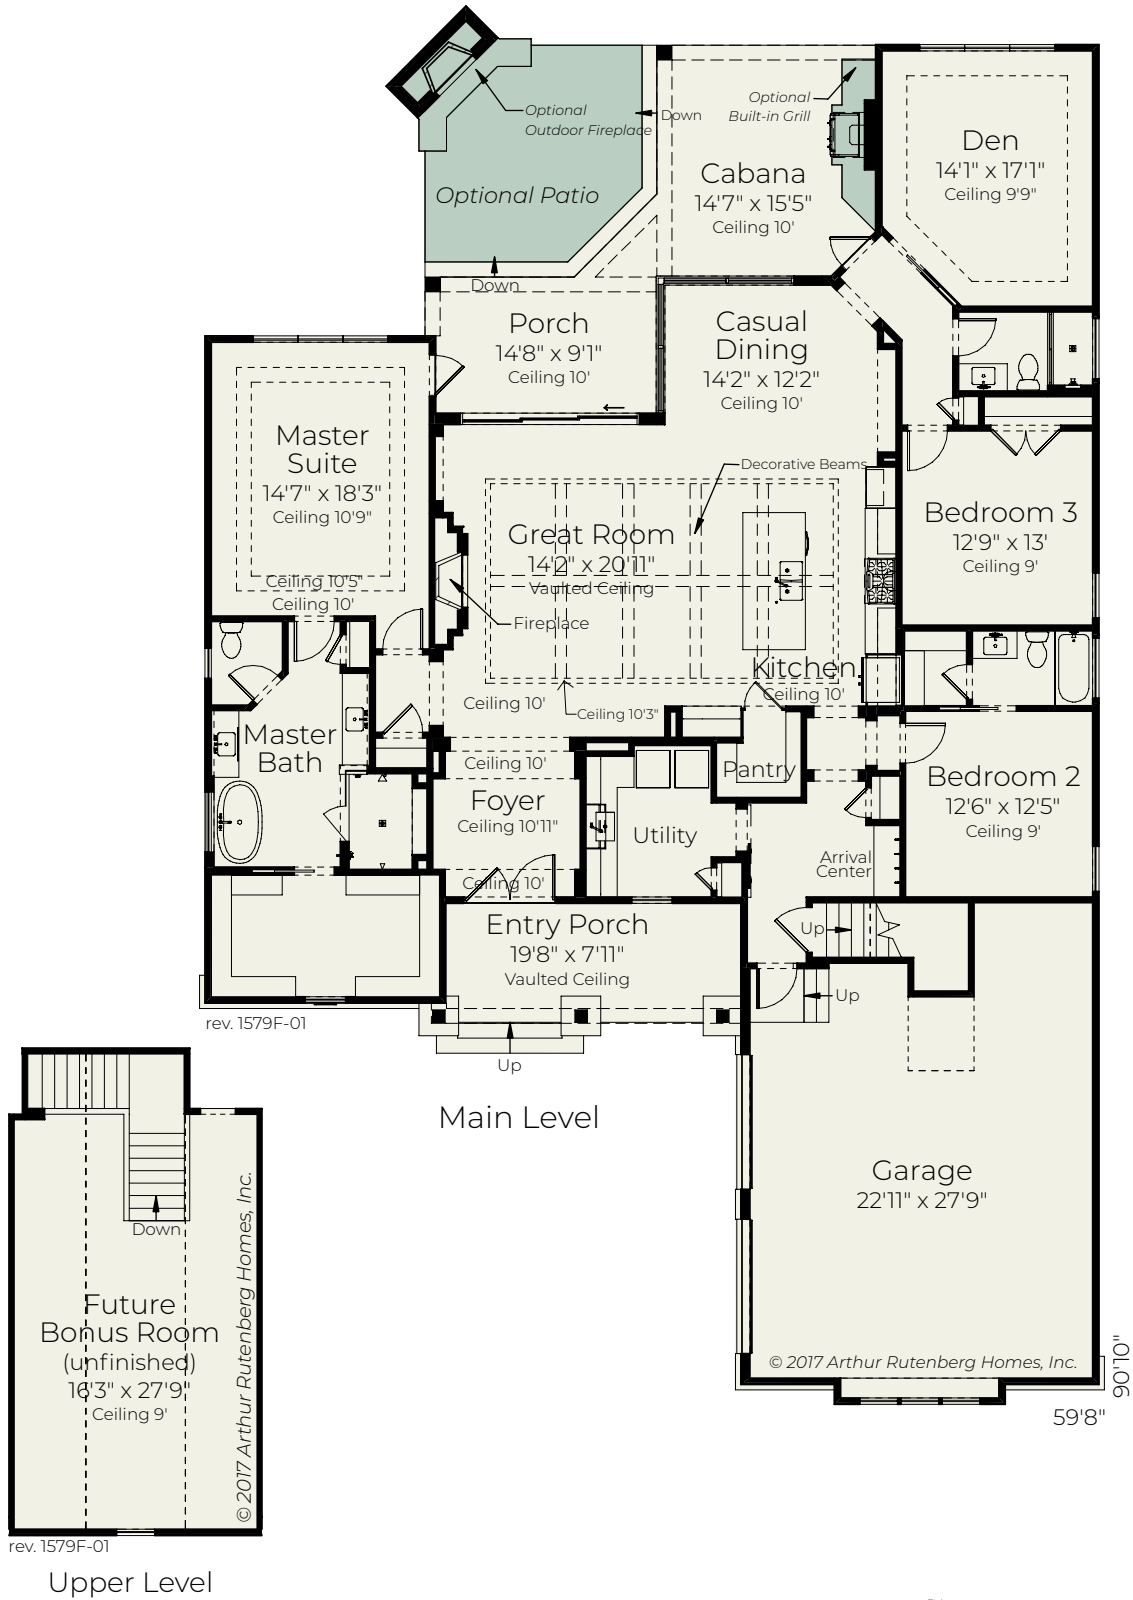 Optional
Outdoor Fireplace
Down
Optional
Built-in Grill
Optional Patio
Down
Cabana
14'7" x 15'5"
Ceiling 10'
Den
14'1" x 17'1"
Ceiling 9'9"
Porch
14'8" x 9'1"
Ceiling 10'
Casual
Dining
14'2" x 12'2"
Ceiling 10'
Master
Suite
14'7" x 18'3"
Ceiling 10'9"
Ceiling 10'5"
Ceiling 10'
Decorative Beams
Great Room
14'2" x 20'11"
Vaulted Ceiling
Fireplace
Bedroom 3
12'9" x 13'
Ceiling 9'
Kitchen
Ceiling 10'
Ceiling 10'
Ceiling 10'3"
Master
Bath
Ceiling 10'
Foyer
Ceiling 10'11"
Ceiling 10'
Pantry
Utility
Bedroom 2
12'6" x 12'5"
Ceiling 9'
Arrival
Center
Entry Porch
19'8" x 7'11"
Vaulted Ceiling
Up
Up
Up
rev. 1579F-01
Main Level
Garage
22'11" x 27'9"
© 2017 Arthur Rutenberg Homes, Inc.
90'10"
59'8"
Down
Future
Bonus Room
(unfinished)
16'3" x 27'9"
Ceiling 9'
© 2017 Arthur Rutenberg Homes, Inc.
rev. 1579F-01
Upper Level